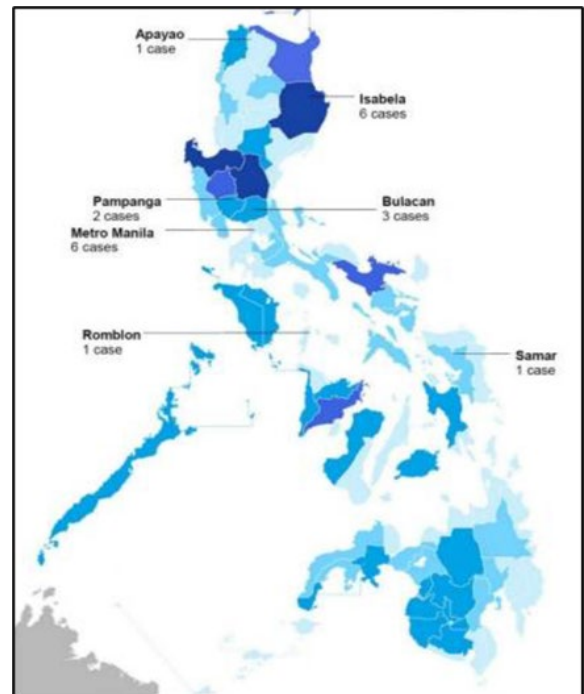 Apayao
1 case
Isabela
6 cases
Pampanga
2 cases
Bulacan
3 cases
Metro Manila
6 cases
Romblon
1 case
Samar
1 case